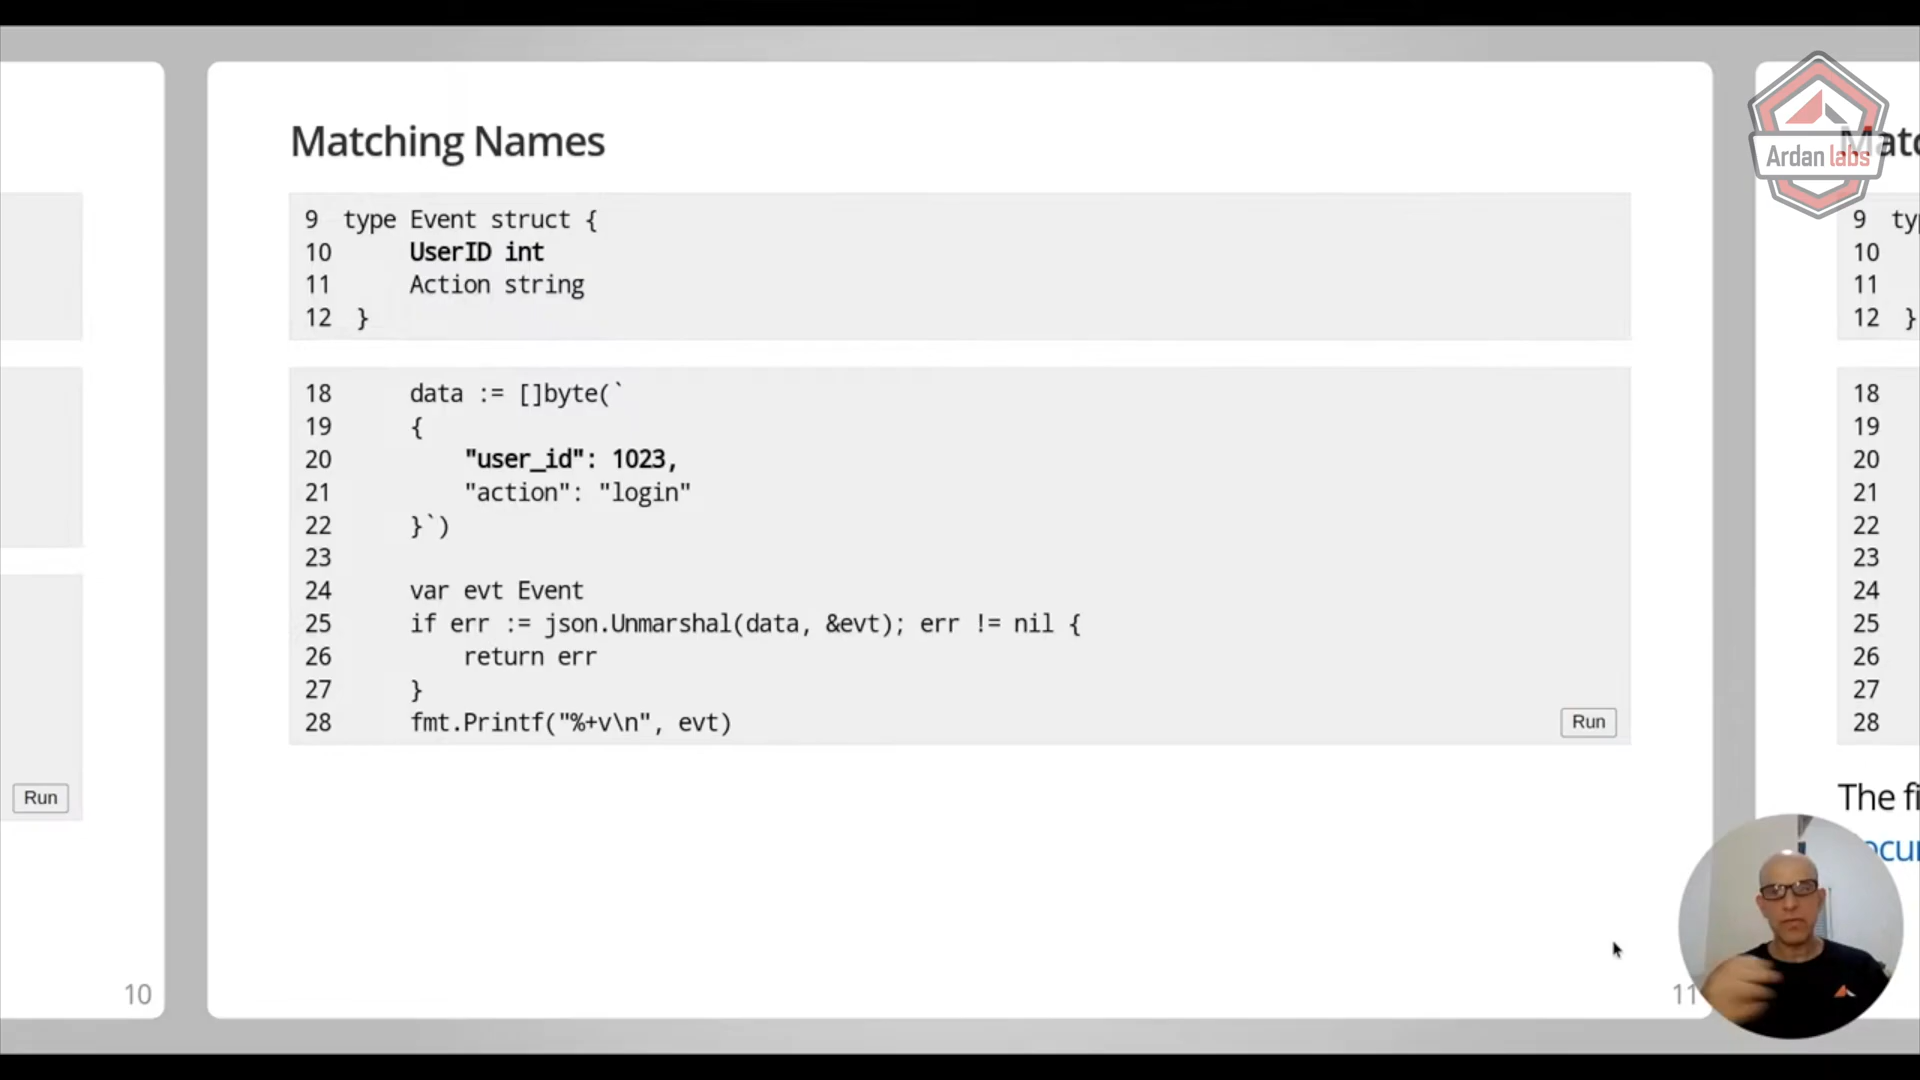 Matching Names
9 type Event struct {
10 UserID int
11 Action string
12 }
18 data := []byte(`
19 {
20 "user_id": 1023,
21 "action": "login"
22 }`)
23
24 var evt Event
25 if err := json.Unmarshal(data, &evt); err != nil {
26 return err
27 }
28 fmt.Printf("%+v\n", evt)
Run
11
Run
10
Ardan labs
9
10
11
12 }
18
19
20
21
22
23
24
25
26
27
28
The